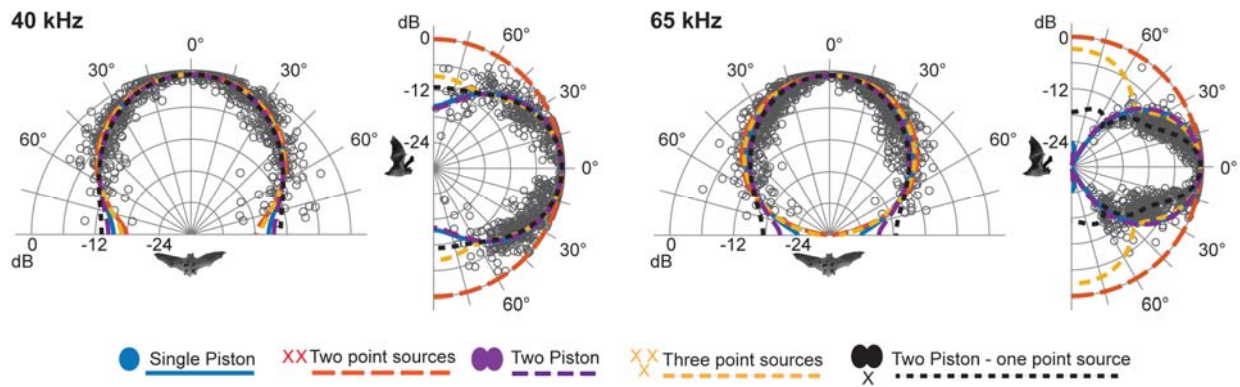 40 kHz
65 kHz
0°
30°
30°
60°
60°
0
-12
-24
dB
dB
0
-12
-24
60°
30°
0°
30°
60°
0°
30°
30°
60°
60°
0
-12
-24
dB
dB
0
-12
-24
60°
30°
0°
30°
60°
Single Piston
XX Two point sources
Two Piston
X X
X
Three point sources
Two Piston - one point source
X